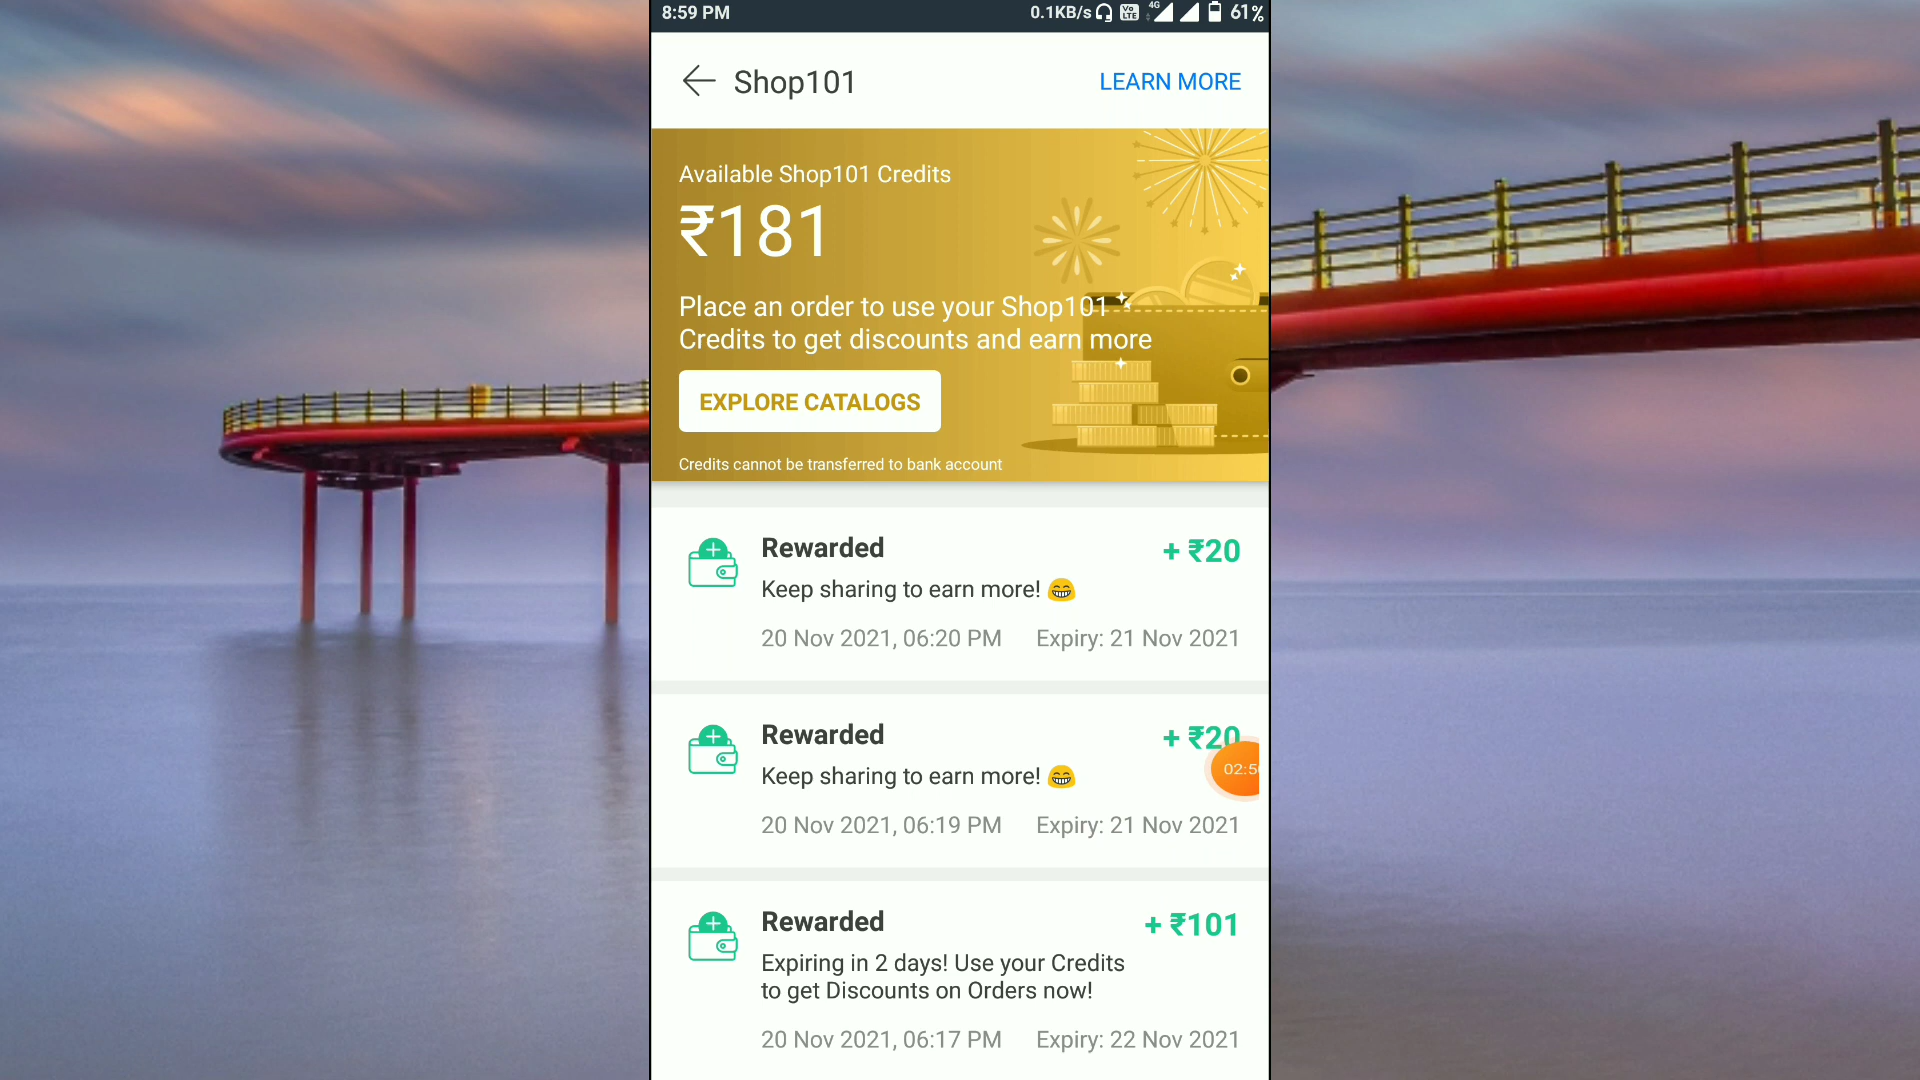 8:59 PM 0.1KB/s Vo LTE 4G 61%
Shop101 LEARN MORE
Available Shop101 Credits
₹181
Place an order to use your Shop101
Credits to get discounts and earn more
EXPLORE CATALOGS
Credits cannot be transferred to bank account
Rewarded + ₹20
Keep sharing to earn more! 😁
20 Nov 2021, 06:20 PM Expiry: 21 Nov 2021
Rewarded + ₹20
Keep sharing to earn more! 😁
20 Nov 2021, 06:19 PM Expiry: 21 Nov 2021
Rewarded + ₹101
Expiring in 2 days! Use your Credits
to get Discounts on Orders now!
20 Nov 2021, 06:17 PM Expiry: 22 Nov 2021